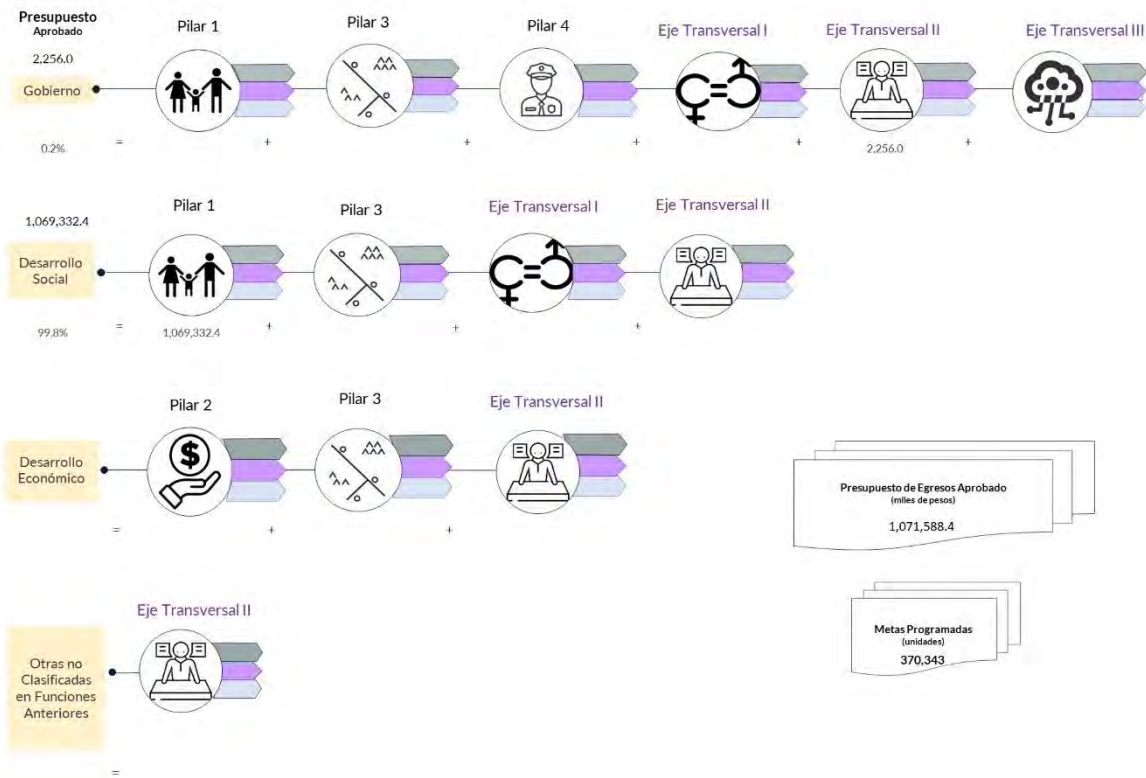 Presupuesto
Aprobado
2,256.0
Gobierno
0.2%
=
Pilar 1
+
Pilar 3
+
Pilar 4
+
Eje Transversal I
+
Eje Transversal II
2,256.0
+
Eje Transversal III
1,069,332.4
Desarrollo
Social
99.8%
=
Pilar 1
1,069,332.4
+
Pilar 3
+
Eje Transversal I
+
Eje Transversal II
Desarrollo
Económico
=
Pilar 2
$
+
Pilar 3
+
Eje Transversal II
Presupuesto de Egresos Aprobado
(miles de pesos)
1,071,588.4
Metas Programadas
(unidades)
370,343
Otras no
Clasificadas
en Funciones
Anteriores
=
Eje Transversal II